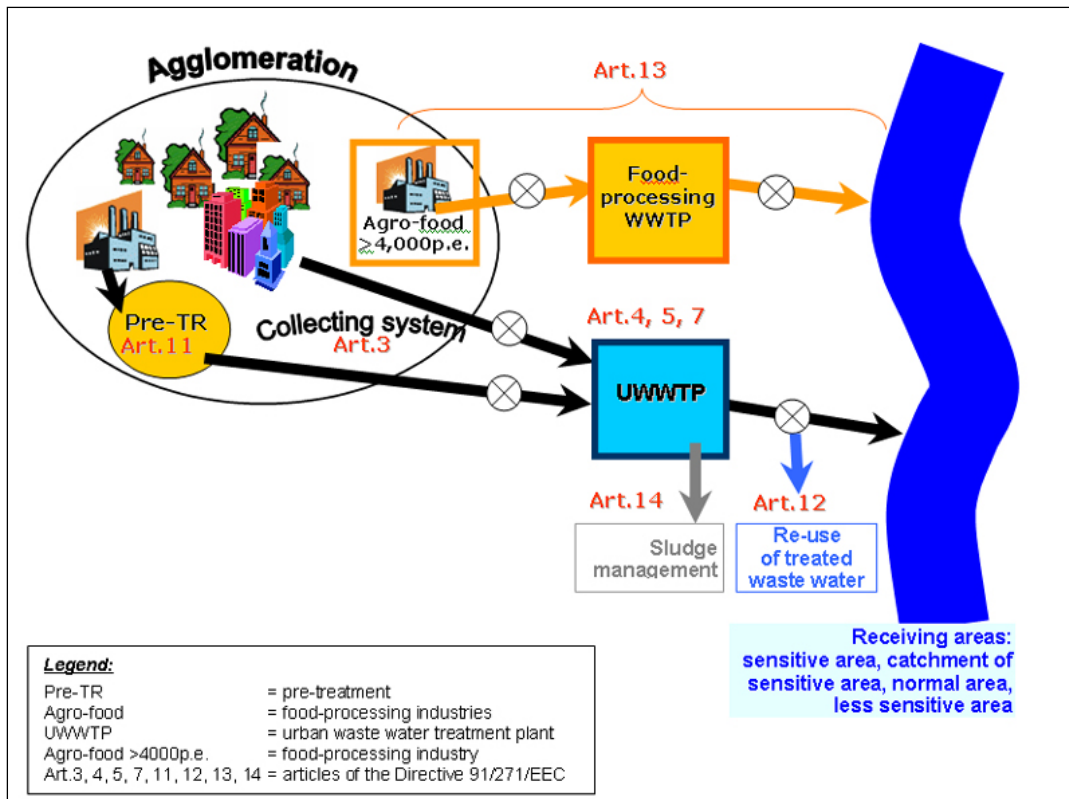 Agglomeration
Art.13
Agro-food
≥4,000p.e.
Food-
processing
WWTP
Pre-TR
Art.11
Collecting system
Art.3
Art.4, 5, 7
UWWTP
Art.14
Sludge
management
Art.12
Re-use
of treated
waste water
Receiving areas:
sensitive area, catchment of
sensitive area, normal area,
less sensitive area
Legend:
Pre-TR = pre-treatment
Agro-food = food-processing industries
UWWTP = urban waste water treatment plant
Agro-food >4000p.e. = food-processing industry
Art.3, 4, 5, 7, 11, 12, 13, 14 = articles of the Directive 91/271/EEC